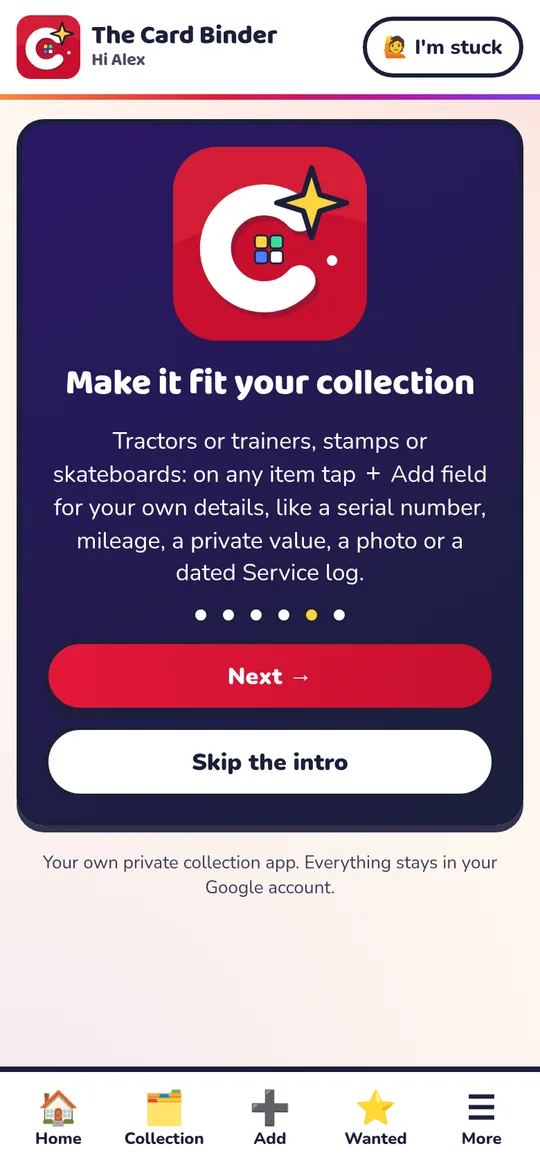 The Card Binder
Hi Alex
🙋 I'm stuck
Make it fit your collection
Tractors or trainers, stamps or
skateboards: on any item tap + Add field
for your own details, like a serial number,
mileage, a private value, a photo or a
dated Service log.
Next →
Skip the intro
Your own private collection app. Everything stays in your
Google account.
Home
Collection
Add
Wanted
More